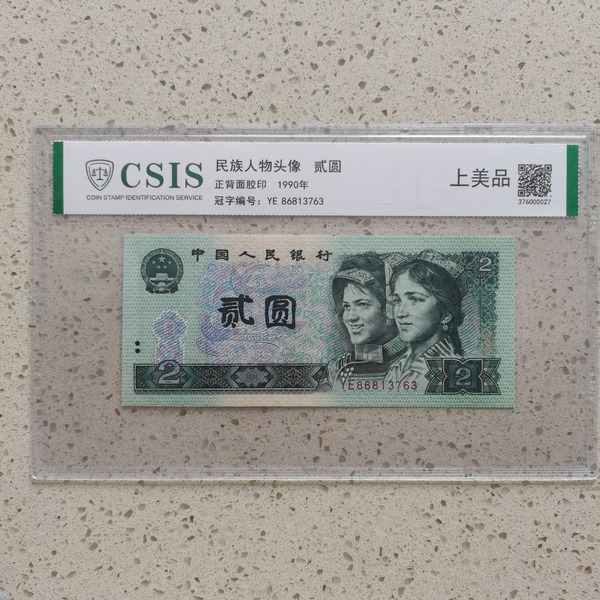 CSIS
COIN STAMP IDENTIFICATION SERVICE
民族人物头像 贰圆
正背面胶印 1990年
冠字编号：YE 86813763
上美品
376000027
中国人民银行
2
贰圆
2
YE86813763
2